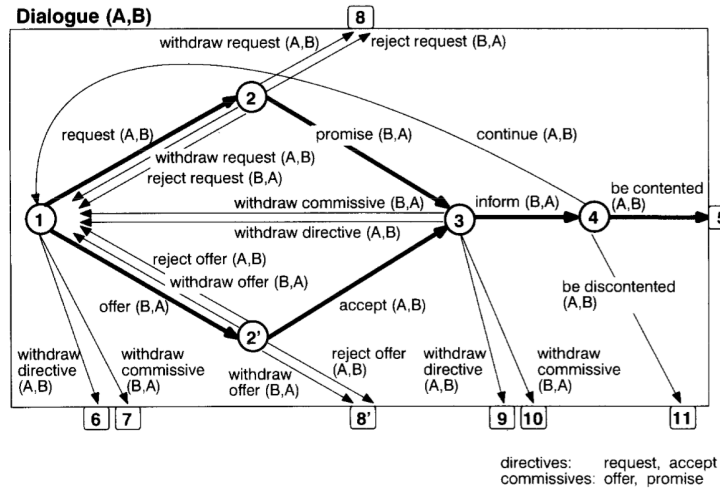 Dialogue (A,B)
8
withdraw request (A,B)
reject request (B,A)
2
request (A,B)
promise (B,A)
continue (A,B)
withdraw request (A,B)
reject request (B,A)
be contented
(A,B)
withdraw commissive (B,A)
1
3
inform (B,A)
4
5
withdraw directive (A,B)
reject offer (A,B)
withdraw offer (B,A)
be discontented
(A,B)
offer (B,A)
accept (A,B)
2'
withdraw
directive
(A,B)
withdraw
commissive
(B,A)
withdraw
offer (B,A)
reject offer
(A,B)
withdraw
directive
(A,B)
withdraw
commissive
(B,A)
6
7
8'
9
10
11
directives: request, accept
commissives: offer, promise